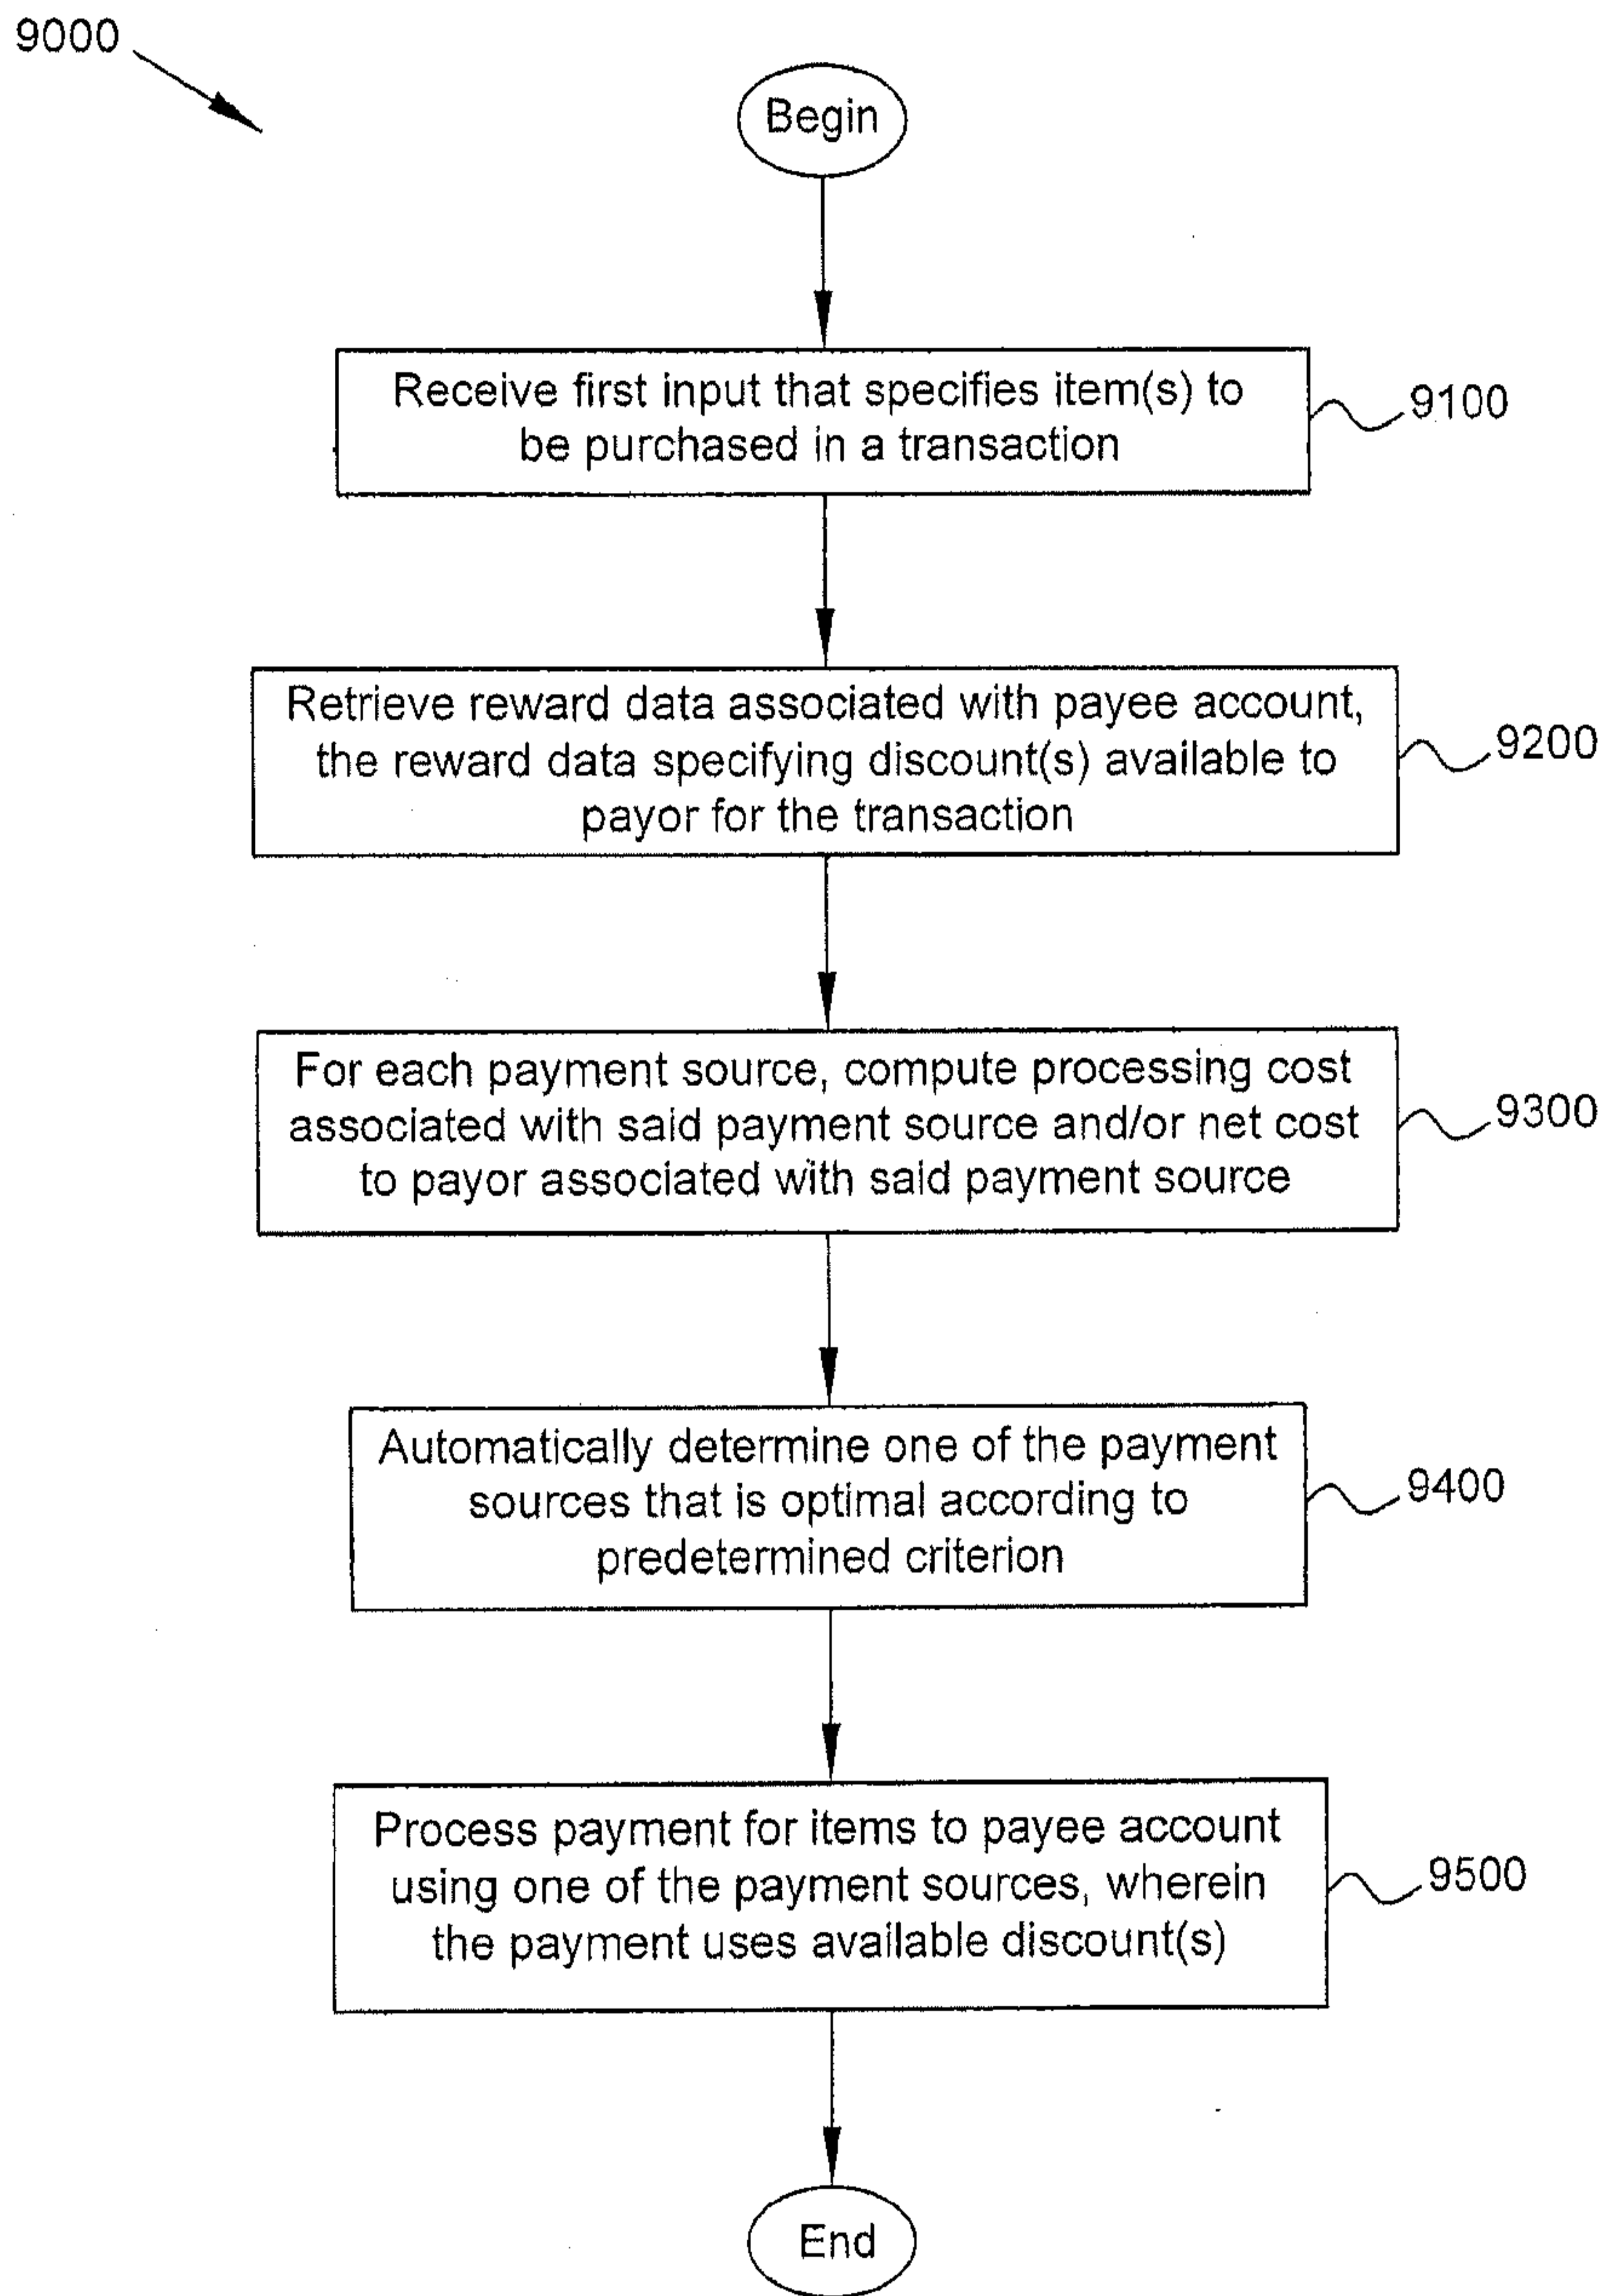 9000
Begin
Receive first input that specifies item(s) to
be purchased in a transaction
9100
Retrieve reward data associated with payee account,
the reward data specifying discount(s) available to
payor for the transaction
9200
For each payment source, compute processing cost
associated with said payment source and/or net cost
to payor associated with said payment source
9300
Automatically determine one of the payment
sources that is optimal according to
predetermined criterion
9400
Process payment for items to payee account
using one of the payment sources, wherein
the payment uses available discount(s)
9500
End